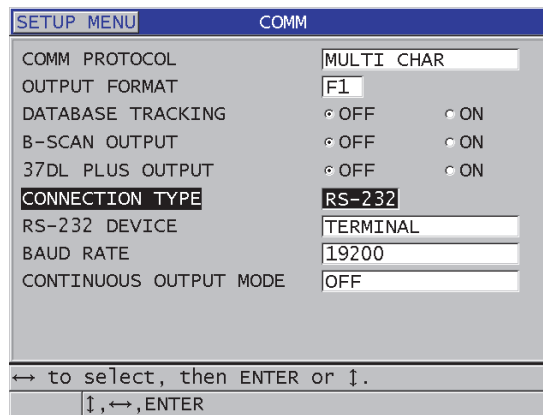 SETUP MENU COMM
COMM PROTOCOL MULTI CHAR
OUTPUT FORMAT F1
DATABASE TRACKING OFF ON
B-SCAN OUTPUT OFF ON
37DL PLUS OUTPUT OFF ON
CONNECTION TYPE RS-232
RS-232 DEVICE TERMINAL
BAUD RATE 19200
CONTINUOUS OUTPUT MODE OFF
↔ to select, then ENTER or ↕.
↕,↔,ENTER